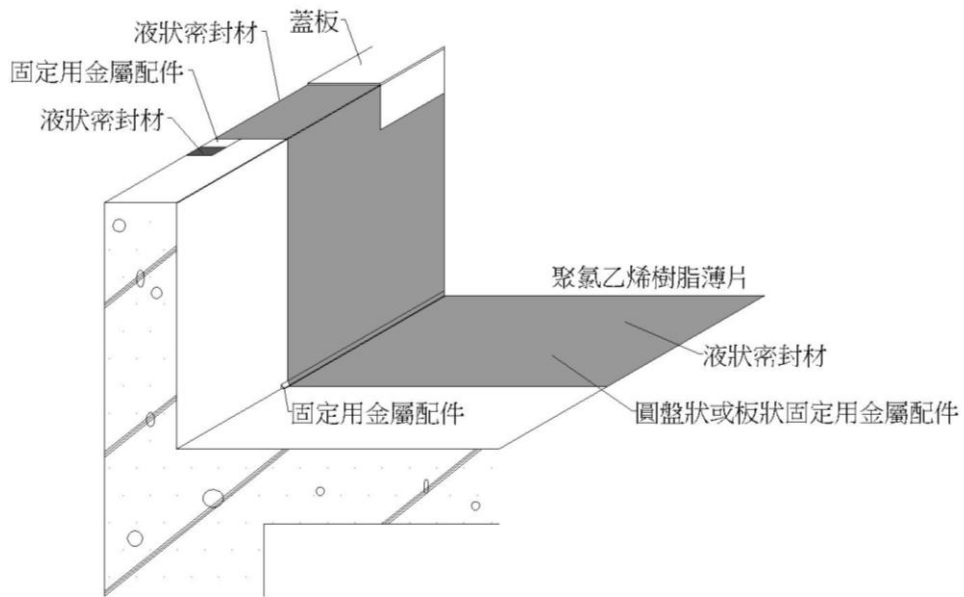 蓋板
液狀密封材
固定用金屬配件
液狀密封材
聚氯乙烯樹脂薄片
液狀密封材
圓盤狀或板狀固定用金屬配件
固定用金屬配件